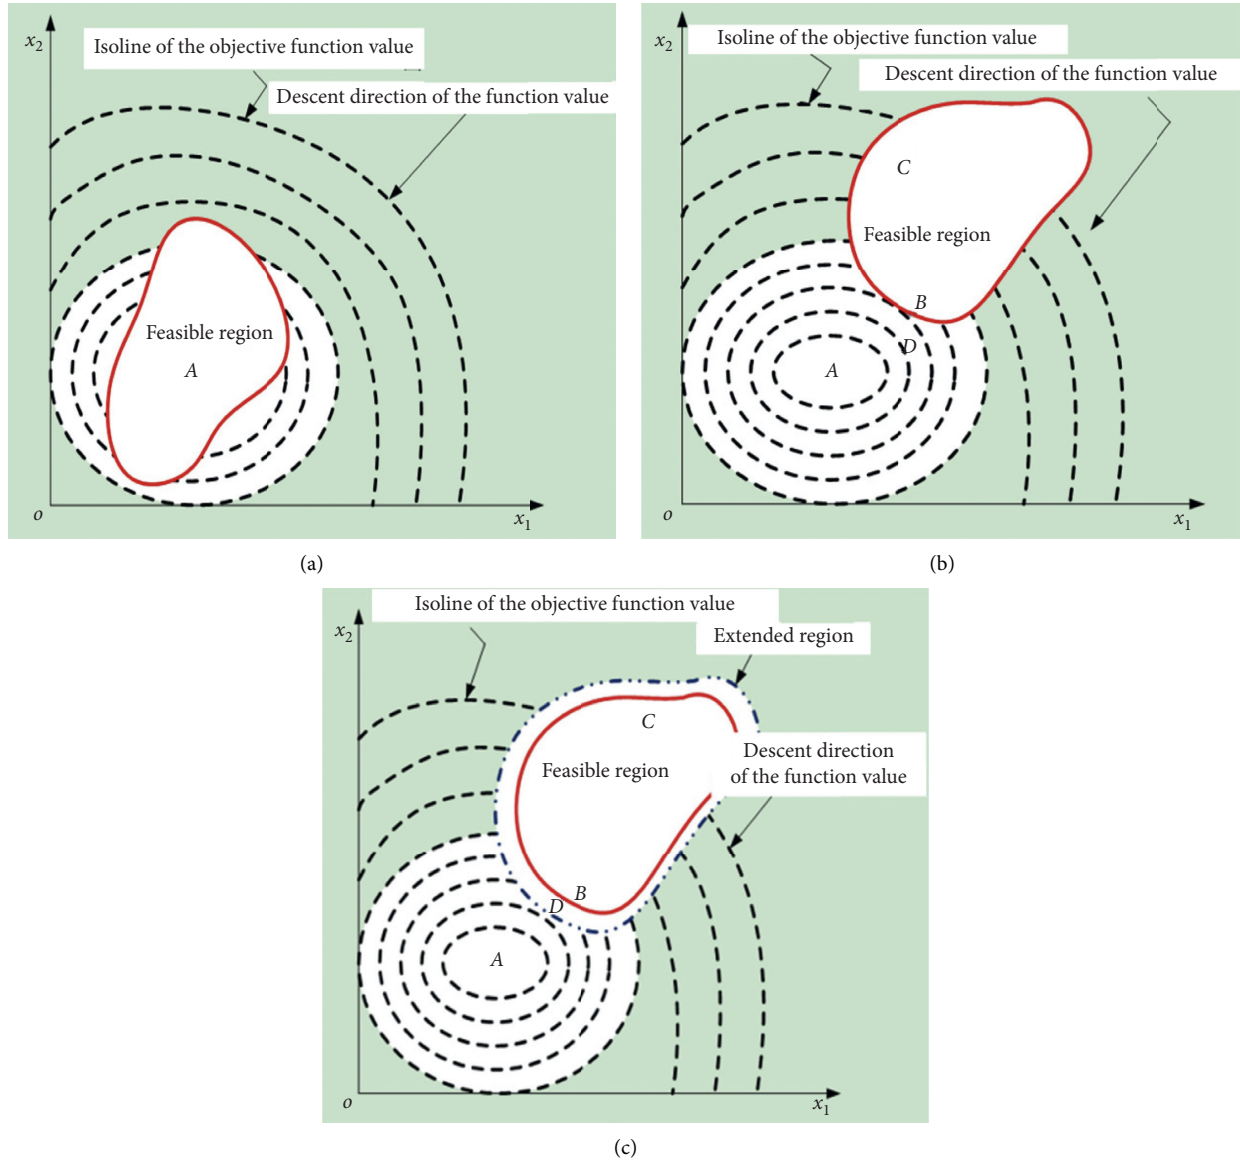 x2
Isoline of the objective function value
Descent direction of the function value
Feasible region
A
o
x1
(a)
x2
Isoline of the objective function value
Descent direction of the function value
C
Feasible region
B
D
A
o
x1
(b)
Isoline of the objective function value
x2
Extended region
C
Feasible region
Descent direction
of the function value
B
D
A
o
x1
(c)